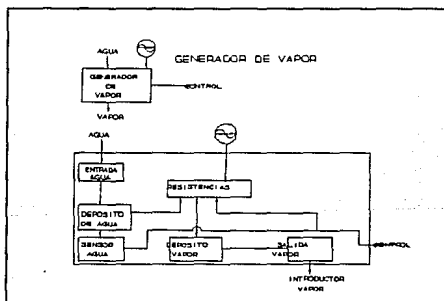 AGUA
GENERADOR DE VAPOR
GENERADOR
DE
VAPOR
CONTROL
VAPOR
AGUA
ENTRADA
AGUA
RESISTENCIAS
DEPOSITO
DE AGUA
SENSOR
AGUA
DEPOSITO
VAPOR
SALIDA
VAPOR
CONTROL
INTRODUCTOR
VAPOR